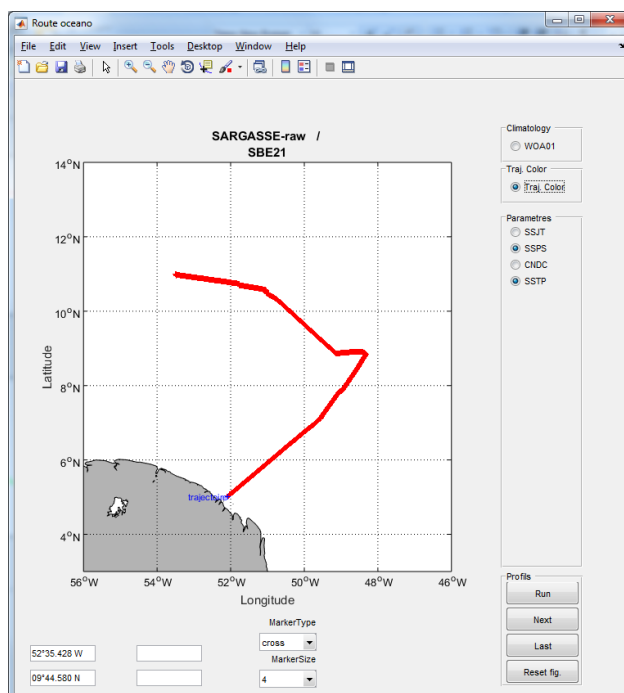 Route oceano
File Edit View Insert Tools Desktop Window Help
SARGASSE-raw /
SBE21
14°N
12°N
10°N
8°N
6°N
4°N
Latitude
trajectoire
56°W 54°W 52°W 50°W 48°W 46°W
Longitude
Climatology
WOA01
Traj. Color
Traj. Color
Parametres
SSJT
SSPS
CNDC
SSTP
MarkerType
cross
MarkerSize
4
52°35.428 W
09°44.580 N
Profils
Run
Next
Last
Reset fig.